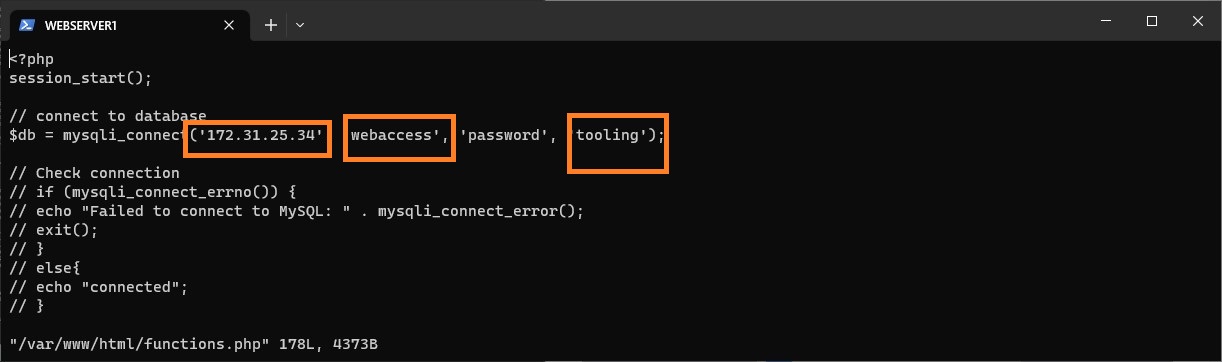 WEBSERVER1
<?php
session_start();
// connect to database
$db = mysqli_connect('172.31.25.34' webaccess', 'password', 'tooling');
// Check connection
// if (mysqli_connect_errno()) {
// echo "Failed to connect to MySQL: " . mysqli_connect_error();
// exit();
// }
// else{
// echo "connected";
// }
"/var/www/html/functions.php" 178L, 4373B